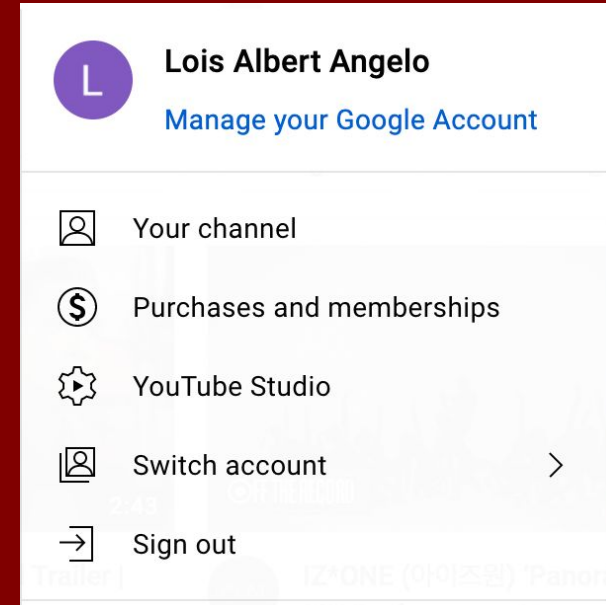 L
Lois Albert Angelo
Manage your Google Account
Your channel
Purchases and memberships
YouTube Studio
Switch account
2:43
Sign out
Trailer |
IZ*ONE (아이즈원) 'Panor